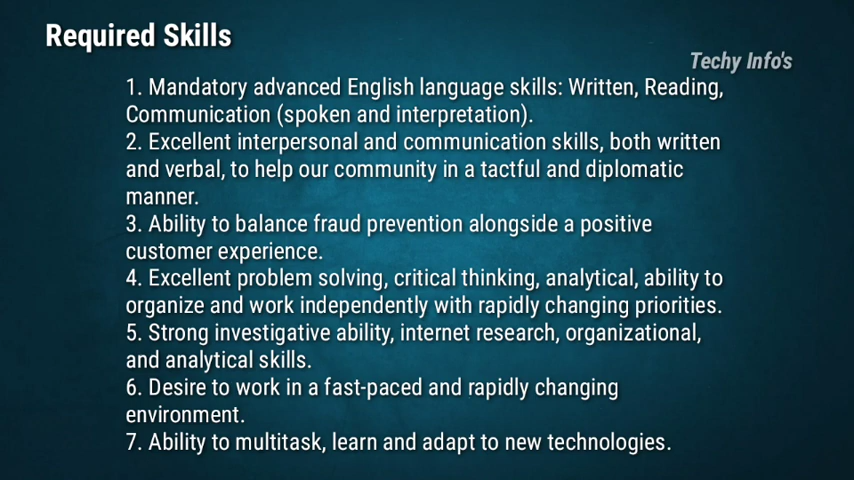 Required Skills
Techy Info's
1. Mandatory advanced English language skills: Written, Reading,
Communication (spoken and interpretation).
2. Excellent interpersonal and communication skills, both written
and verbal, to help our community in a tactful and diplomatic
manner.
3. Ability to balance fraud prevention alongside a positive
customer experience.
4. Excellent problem solving, critical thinking, analytical, ability to
organize and work independently with rapidly changing priorities.
5. Strong investigative ability, internet research, organizational,
and analytical skills.
6. Desire to work in a fast-paced and rapidly changing
environment.
7. Ability to multitask, learn and adapt to new technologies.